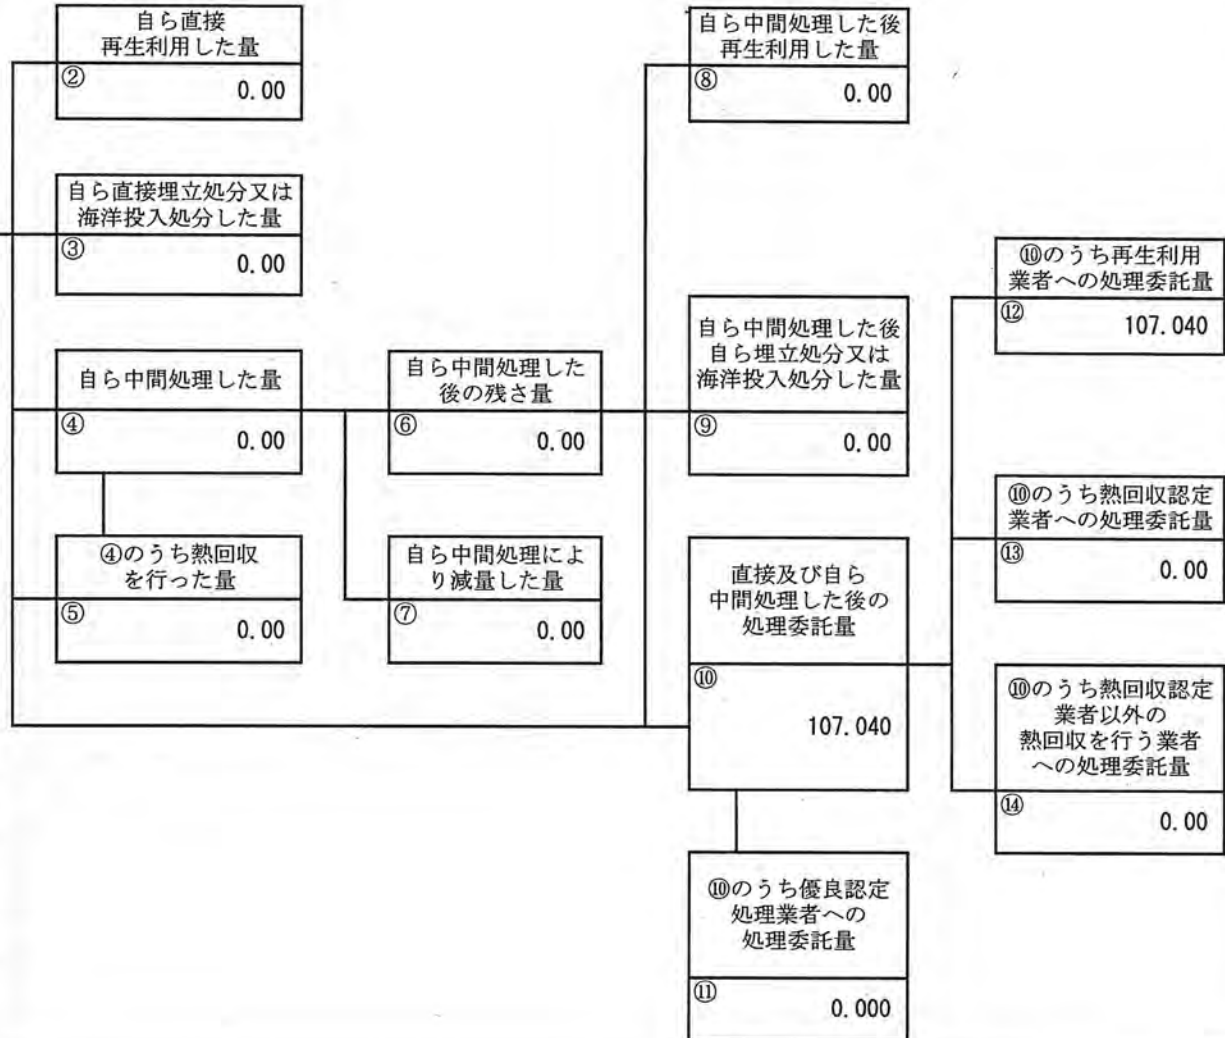 自ら直接
再生利用した量
②
0.00
自ら中間処理した後
再生利用した量
⑧
0.00
自ら直接埋立処分又は
海洋投入処分した量
③
0.00
⑩のうち再生利用
業者への処理委託量
⑫
107.040
自ら中間処理した量
④
0.00
自ら中間処理した
後の残さ量
⑥
0.00
自ら中間処理した後
自ら埋立処分又は
海洋投入処分した量
⑨
0.00
⑩のうち熱回収認定
業者への処理委託量
⑬
0.00
④のうち熱回収
を行った量
⑤
0.00
自ら中間処理によ
り減量した量
⑦
0.00
直接及び自ら
中間処理した後の
処理委託量
⑩
107.040
⑩のうち熱回収認定
業者以外の
熱回収を行う業者
への処理委託量
⑭
0.00
⑩のうち優良認定
処理業者への
処理委託量
⑪
0.000